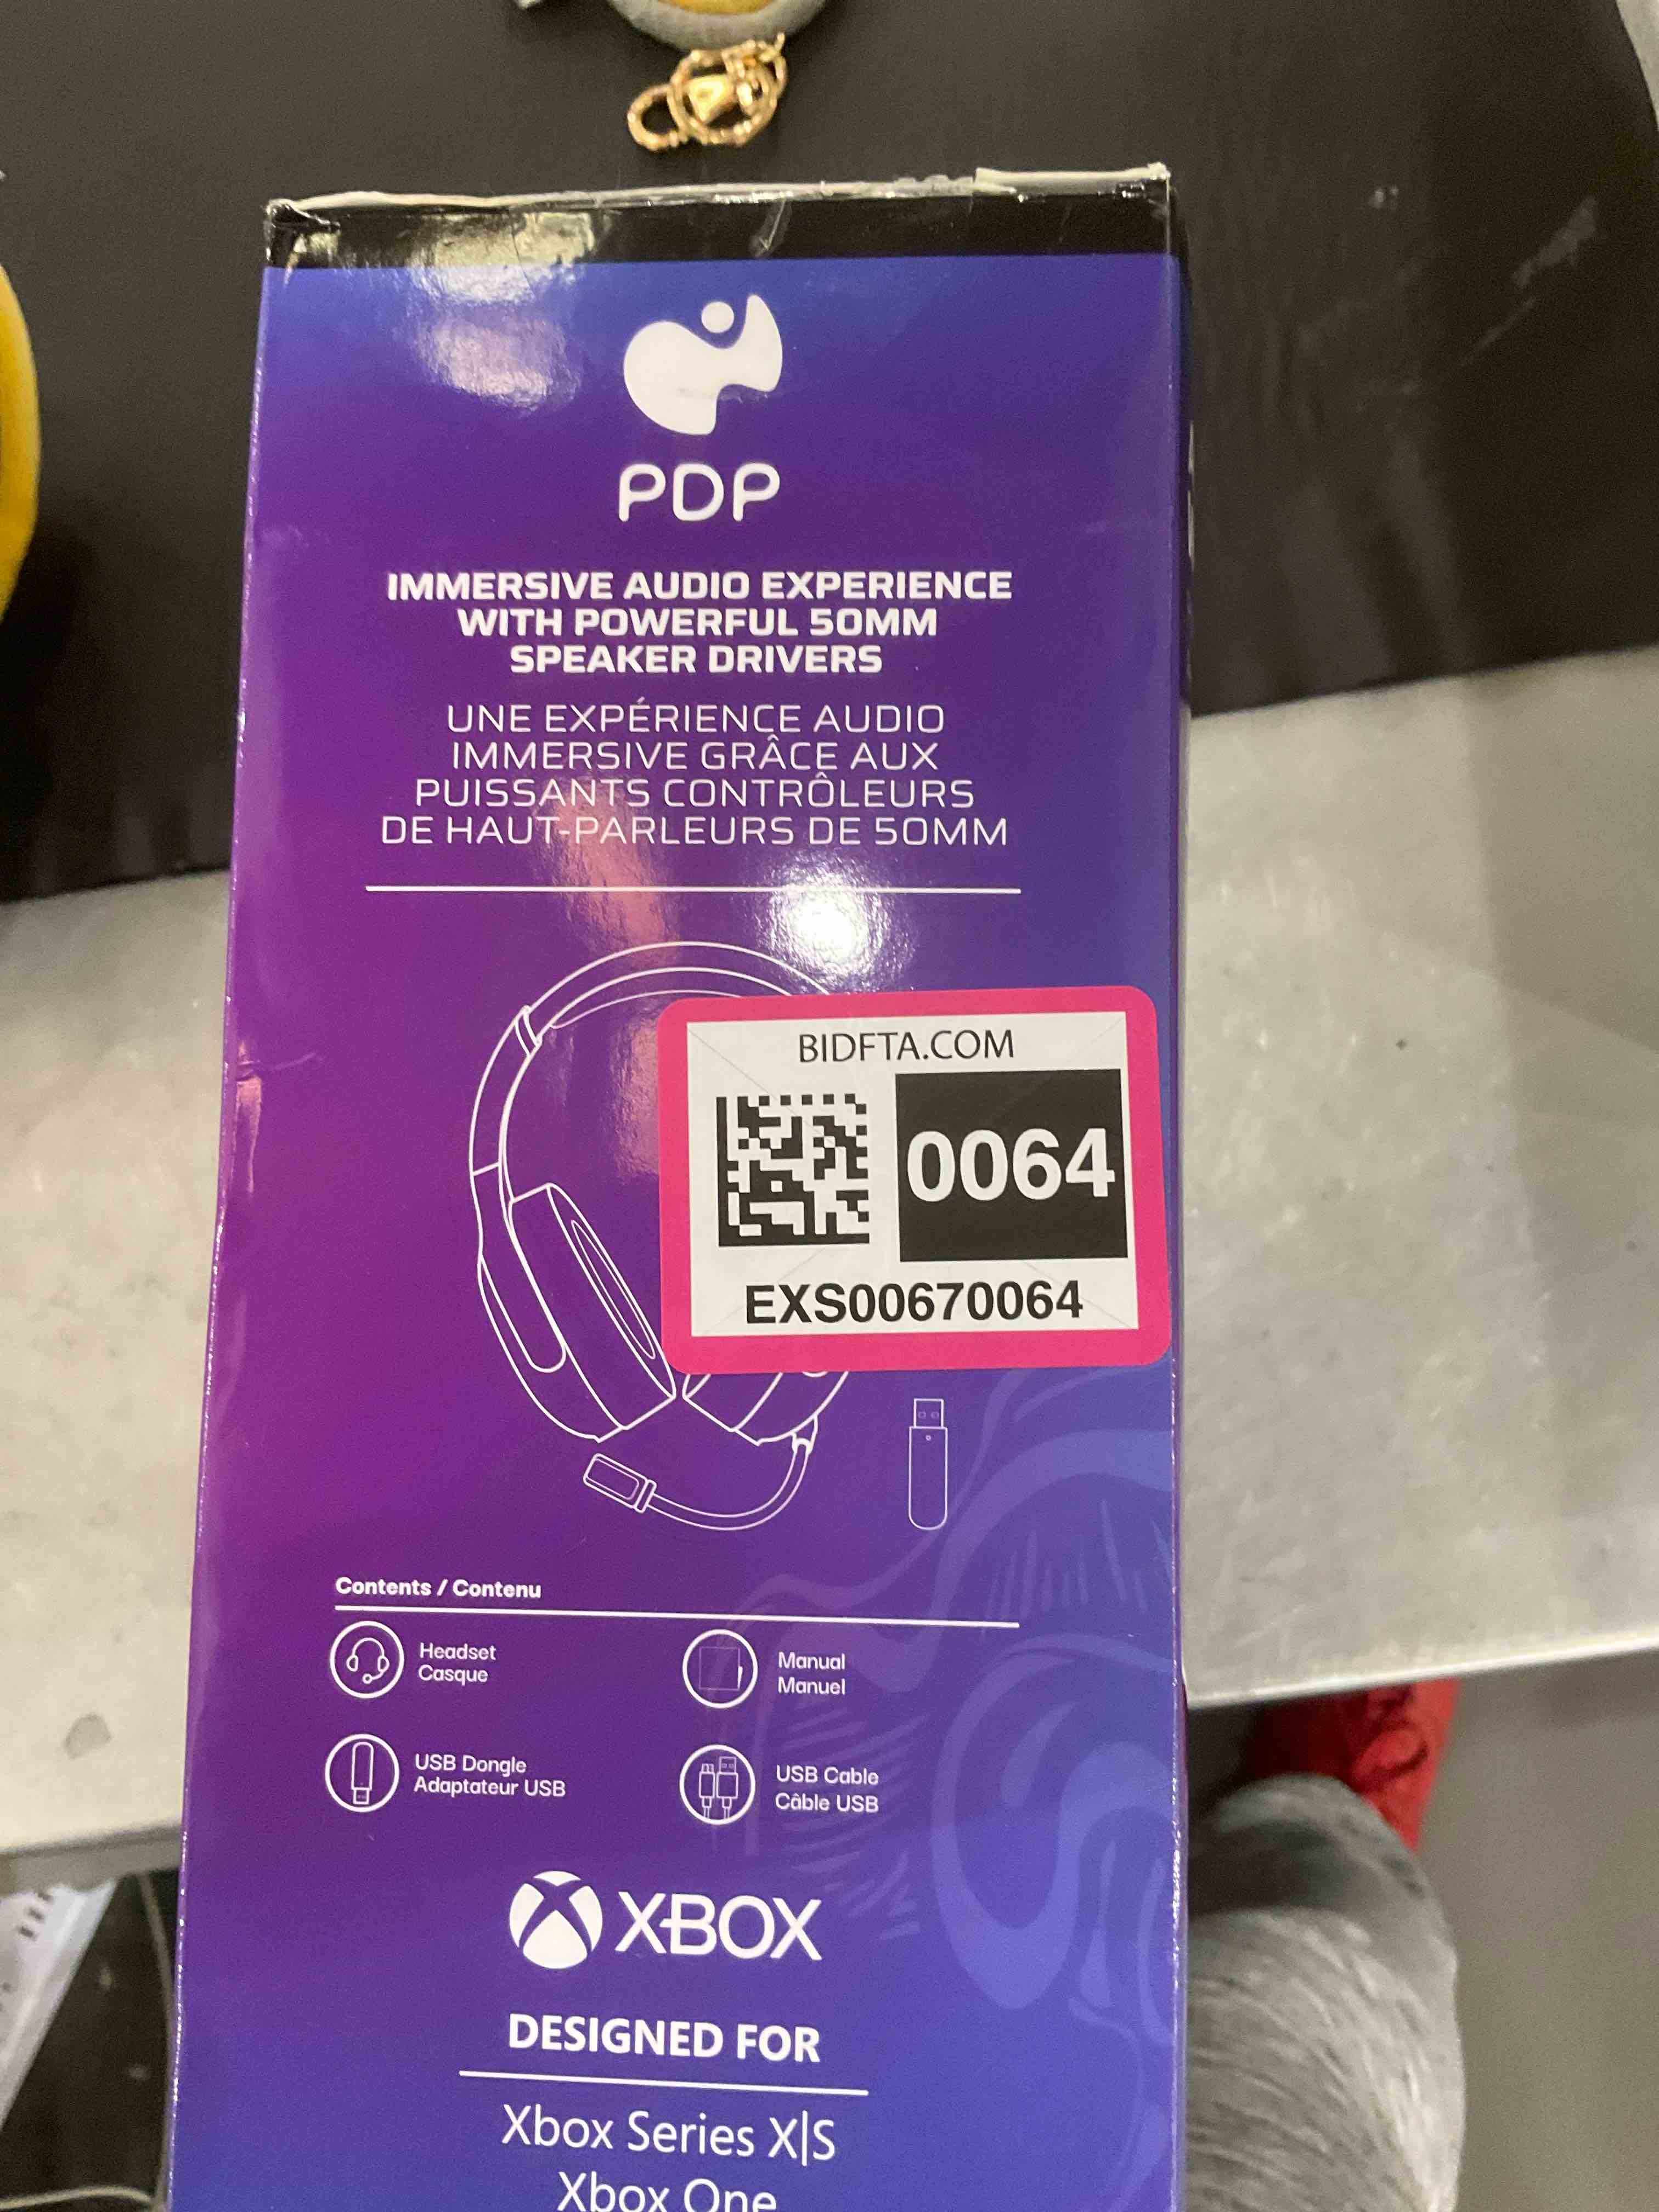 PDP
IMMERSIVE AUDIO EXPERIENCE
WITH POWERFUL 50MM
SPEAKER DRIVERS
UNE EXPÉRIENCE AUDIO
IMMERSIVE GRÂCE AUX
PUISSANTS CONTRÔLEURS
DE HAUT-PARLEURS DE 50MM
BIDFTA.COM
0064
EXS00670064
Contents / Contenu
Headset
Casque
Manual
Manuel
USB Dongle
Adaptateur USB
USB Cable
Câble USB
XBOX
DESIGNED FOR
Xbox Series X|S
Xbox One